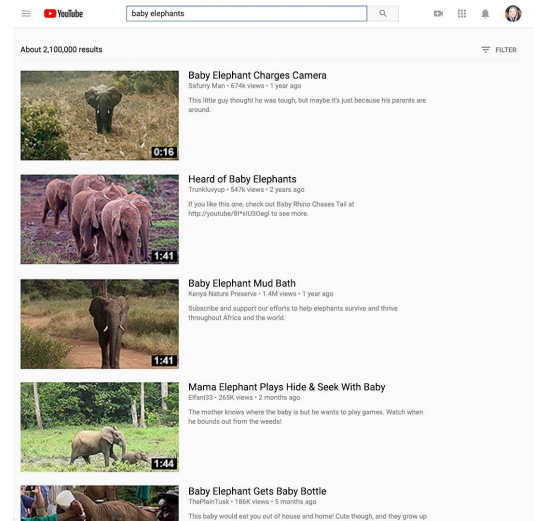 YouTube
baby elephants
About 2,100,000 results
FILTER
0:16
Baby Elephant Charges Camera
Safurry Man • 674k views • 1 year ago
This little guy thought he was tough, but maybe it's just because his parents are
around.
1:41
Heard of Baby Elephants
Trunkluvyup • 547k views • 2 years ago
If you like this one, check out Baby Rhino Chases Tail at
http://youtube/8I^sIU3OegI to see more.
1:41
Baby Elephant Mud Bath
Kenya Nature Preserve • 1.4M views • 1 year ago
Subscribe and support our efforts to help elephants survive and thrive
throughout Africa and the world.
1:44
Mama Elephant Plays Hide & Seek With Baby
Elfani33 • 265K views • 2 months ago
The mother knows where the baby is but he wants to play games. Watch when
he bounds out from the weeds!
Baby Elephant Gets Baby Bottle
ThePlainTusk • 186K views • 5 months ago
This baby would eat you out of house and home! Cute though, and they grow up